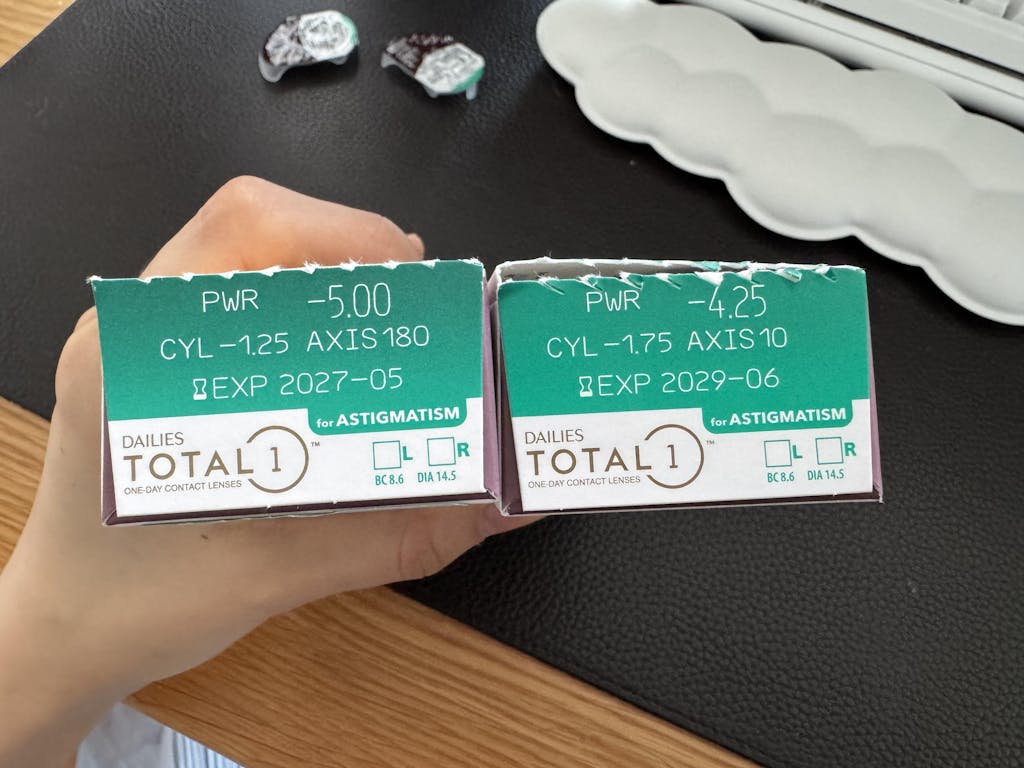 PWR -5.00
CYL -1.25 AXIS 180
EXP 2027-05
for ASTIGMATISM
DAILIES
TOTAL 1™
ONE-DAY CONTACT LENSES
L R
BC 8.6 DIA 14.5
PWR -4.25
CYL -1.75 AXIS 10
EXP 2029-06
for ASTIGMATISM
DAILIES
TOTAL 1™
ONE-DAY CONTACT LENSES
L R
BC 8.6 DIA 14.5